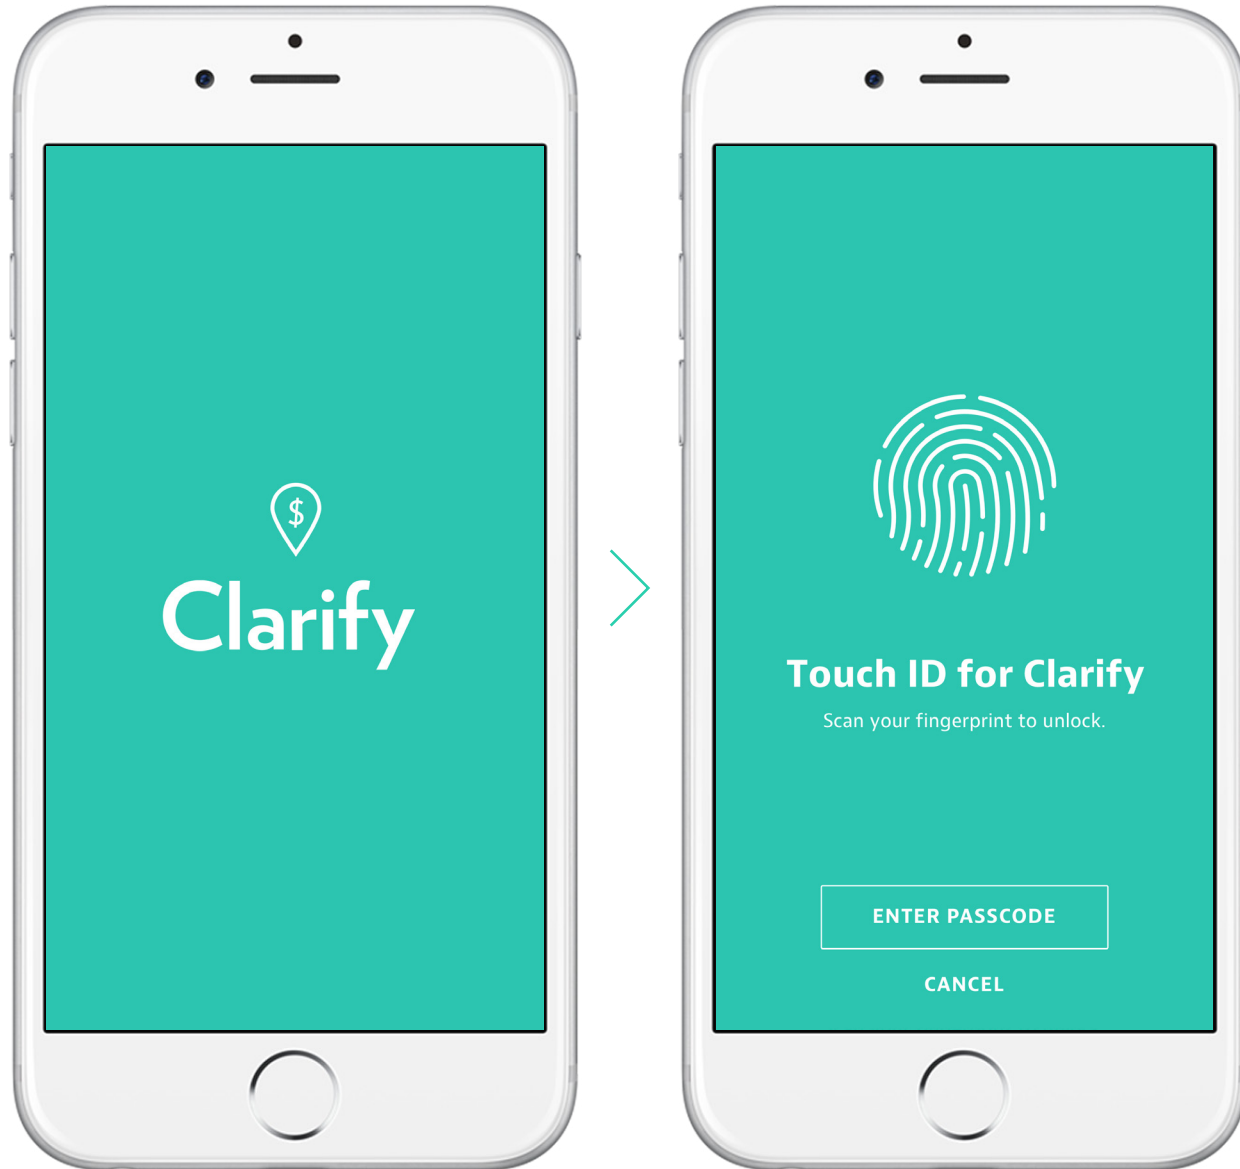 $
Clarify
Touch ID for Clarify
Scan your fingerprint to unlock.
ENTER PASSCODE
CANCEL